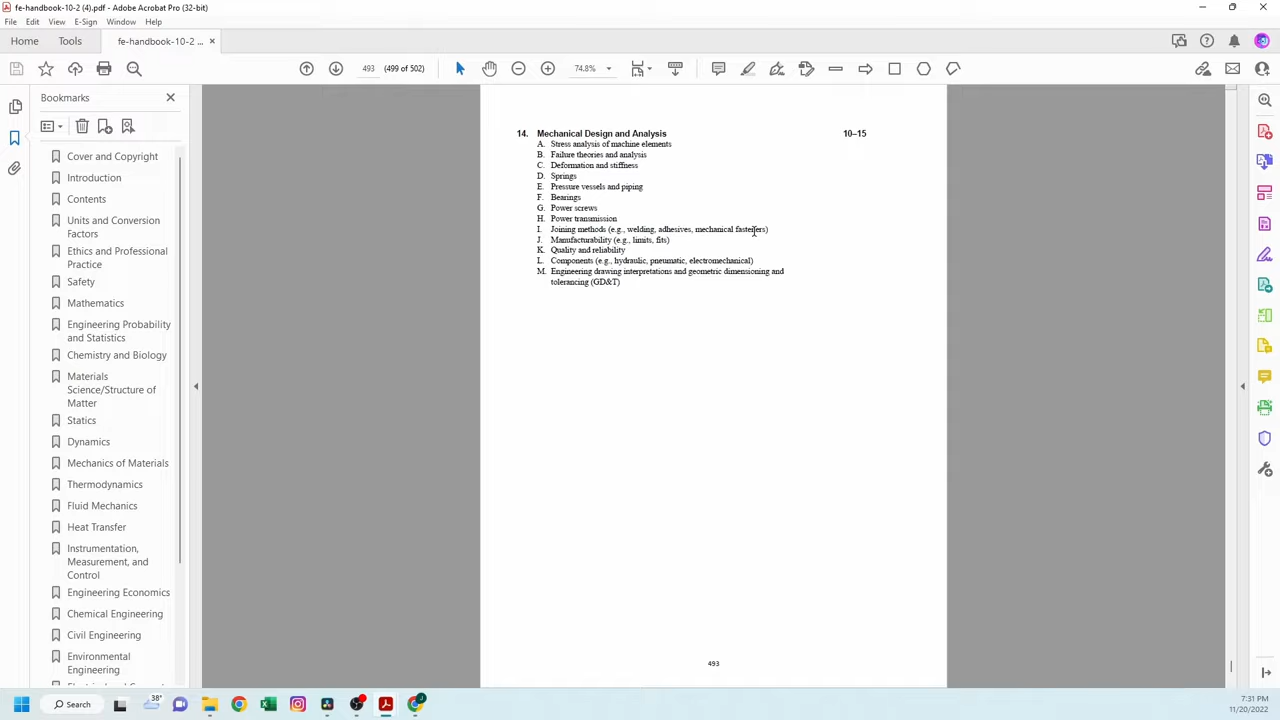 fe-handbook-10-2 (4).pdf - Adobe Acrobat Pro (32-bit)
File Edit View E-Sign Window Help
Home Tools fe-handbook-10-2 ...
493 (499 of 502) 74.8%
Bookmarks
Cover and Copyright
Introduction
Contents
Units and Conversion
Factors
Ethics and Professional
Practice
Safety
Mathematics
Engineering Probability
and Statistics
Chemistry and Biology
Materials
Science/Structure of
Matter
Statics
Dynamics
Mechanics of Materials
Thermodynamics
Fluid Mechanics
Heat Transfer
Instrumentation,
Measurement, and
Control
Engineering Economics
Chemical Engineering
Civil Engineering
Environmental
Engineering
14. Mechanical Design and Analysis 10–15
A. Stress analysis of machine elements
B. Failure theories and analysis
C. Deformation and stiffness
D. Springs
E. Pressure vessels and piping
F. Bearings
G. Power screws
H. Power transmission
I. Joining methods (e.g., welding, adhesives, mechanical fasteners)
J. Manufacturability (e.g., limits, fits)
K. Quality and reliability
L. Components (e.g., hydraulic, pneumatic, electromechanical)
M. Engineering drawing interpretations and geometric dimensioning and
tolerancing (GD&T)
493
Search
38°
7:31 PM
11/20/2022